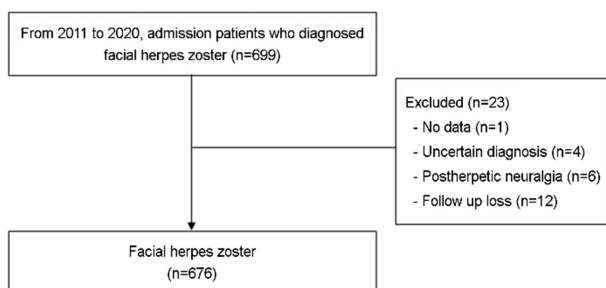 From 2011 to 2020, admission patients who diagnosed
facial herpes zoster (n=699)
Excluded (n=23)
- No data (n=1)
- Uncertain diagnosis (n=4)
- Postherpetic neuralgia (n=6)
- Follow up loss (n=12)
Facial herpes zoster
(n=676)